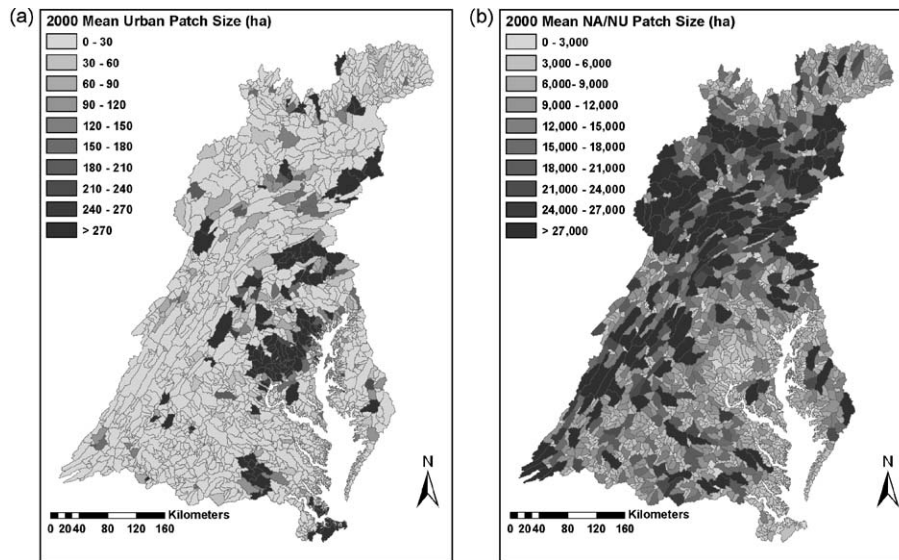 (a)
2000 Mean Urban Patch Size (ha)
0 - 30
30 - 60
60 - 90
90 - 120
120 - 150
150 - 180
180 - 210
210 - 240
240 - 270
> 270
N
Kilometers
0 20 40 80 120 160
(b)
2000 Mean NA/NU Patch Size (ha)
0 - 3,000
3,000 - 6,000
6,000 - 9,000
9,000 - 12,000
12,000 - 15,000
15,000 - 18,000
18,000 - 21,000
21,000 - 24,000
24,000 - 27,000
> 27,000
N
Kilometers
0 20 40 80 120 160